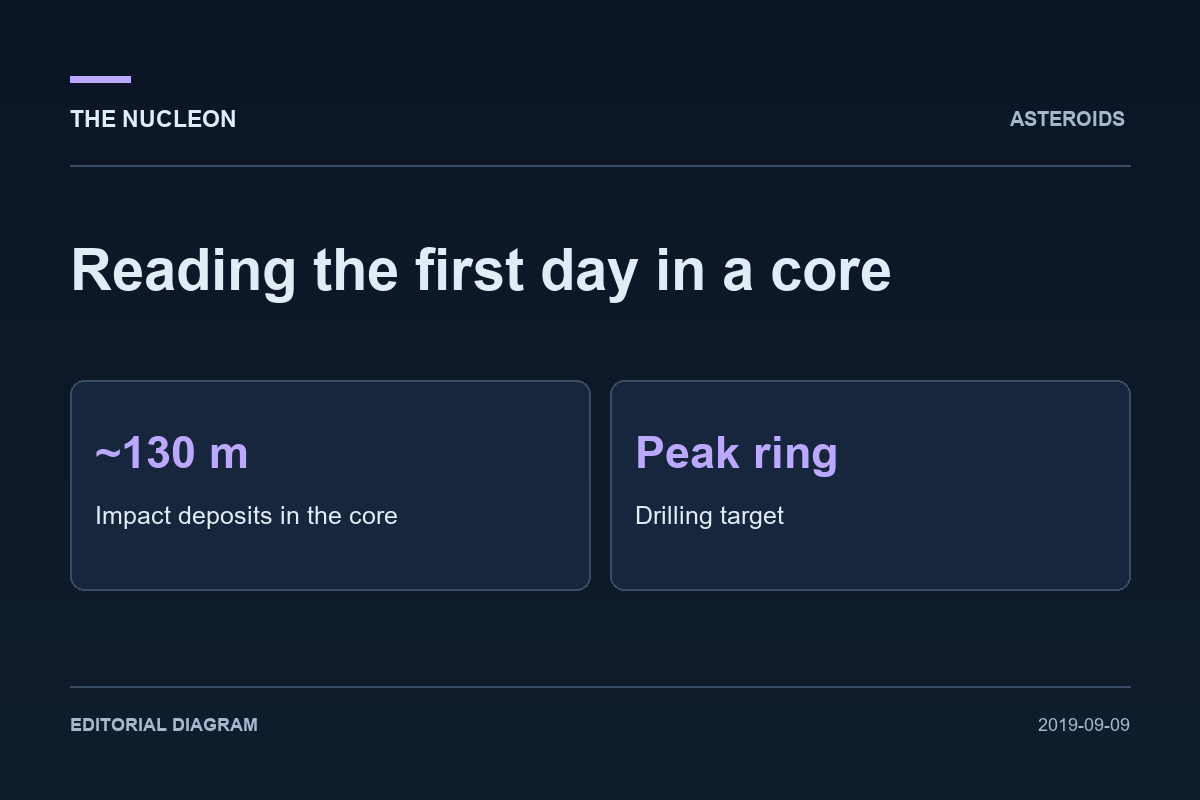 THE NUCLEON
ASTEROIDS
Reading the first day in a core
~130 m
Impact deposits in the core
Peak ring
Drilling target
EDITORIAL DIAGRAM
2019-09-09